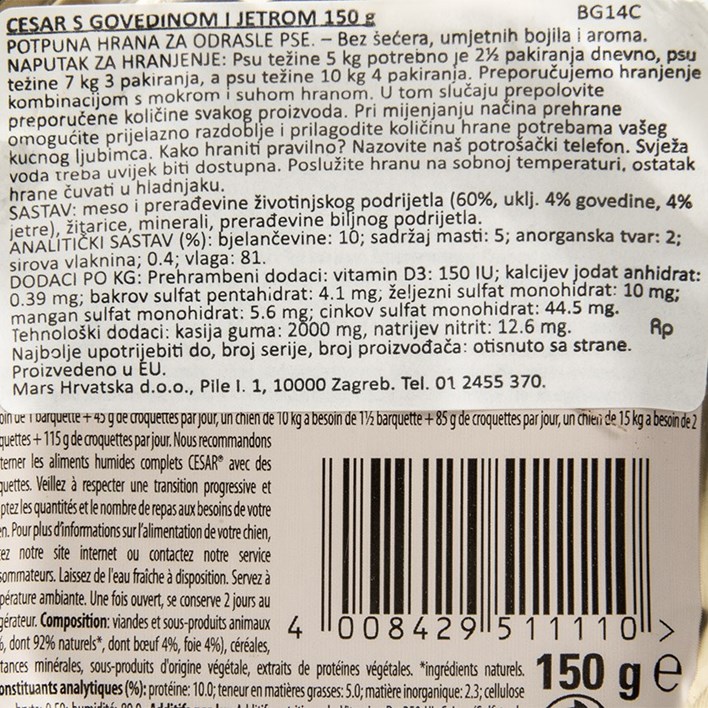 CESAR S GOVEDINOM I JETROM 150 g BG14C
POTPUNA HRANA ZA ODRASLE PSE. – Bez šećera, umjetnih bojila i aroma.
NAPUTAK ZA HRANJENJE: Psu težine 5 kg potrebno je 2½ pakiranja dnevno, psu
težine 7 kg 3 pakiranja, a psu težine 10 kg 4 pakiranja. Preporučujemo hranjenje
kombinacijom s mokrom i suhom hranom. U tom slučaju prepolovite
preporučene količine svakog proizvoda. Pri mijenjanju načina prehrane
omogućite prijelazno razdoblje i prilagodite količinu hrane potrebama vašeg
kućnog ljubimca. Kako hraniti pravilno? Nazovite naš potrošački telefon. Svježa
voda treba uvijek biti dostupna. Poslužite hranu na sobnoj temperaturi, ostatak
hrane čuvati u hladnjaku.
SASTAV: meso i prerađevine životinjskog podrijetla (60%, uklj. 4% govedine, 4%
jetre), žitarice, minerali, prerađevine biljnog podrijetla.
ANALITIČKI SASTAV (%): bjelančevine: 10; sadržaj masti: 5; anorganska tvar: 2;
sirova vlaknina; 0.4; vlaga: 81.
DODACI PO KG: Prehrambeni dodaci: vitamin D3: 150 IU; kalcijev jodat anhidrat:
0.39 mg; bakrov sulfat pentahidrat: 4.1 mg; željezni sulfat monohidrat: 10 mg;
mangan sulfat monohidrat: 5.6 mg; cinkov sulfat monohidrat: 44.5 mg.
Tehnološki dodaci: kasija guma: 2000 mg, natrijev nitrit: 12.6 mg. Rp
Najbolje upotrijebiti do, broj serije, broj proizvođača: otisnuto sa strane.
Proizvedeno u EU.
Mars Hrvatska d.o.o., Pile I. 1, 10000 Zagreb. Tel. 01 2455 370.
de 1 barquette + 45 g de croquettes par jour, un chien de 10 kg a besoin de 1½ barquette + 85 g de croquettes par jour, un chien de 15 kg a besoin de 2
quettes + 115 g de croquettes par jour. Nous recommandons
terner les aliments humides complets CESAR® avec des
quettes. Veillez à respecter une transition progressive et
ptez les quantités et le nombre de repas aux besoins de votre
en. Pour plus d'informations sur l'alimentation de votre chien,
ez notre site internet ou contactez notre service
sommateurs. Laissez de l'eau fraîche à disposition. Servez à
pérature ambiante. Une fois ouvert, se conserve 2 jours au
gérateur. Composition: viandes et sous-produits animaux
%, dont 92% naturels*, dont bœuf 4%, foie 4%), céréales,
tances minérales, sous-produits d'origine végétale, extraits de protéines végétales. *ingrédients naturels.
onstituants analytiques (%): protéine: 10.0; teneur en matières grasses: 5.0; matière inorganique: 2.3; cellulose
4 008429 511110 >
150 g e